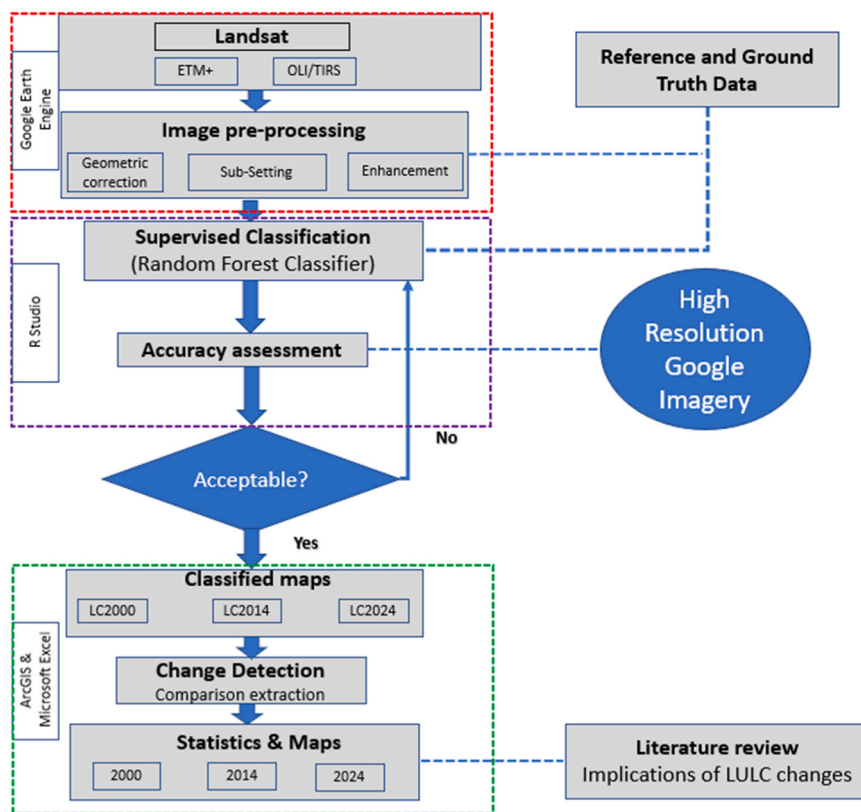 Landsat
ETM+
OLI/TIRS
Google Earth
Engine
Image pre-processing
Geometric
correction
Sub-Setting
Enhancement
Reference and Ground
Truth Data
Supervised Classification
(Random Forest Classifier)
R Studio
Accuracy assessment
High
Resolution
Google
Imagery
No
Acceptable?
Yes
Classified maps
LC2000
LC2014
LC2024
ArcGIS &
Microsoft Excel
Change Detection
Comparison extraction
Statistics & Maps
2000
2014
2024
Literature review
Implications of LULC changes